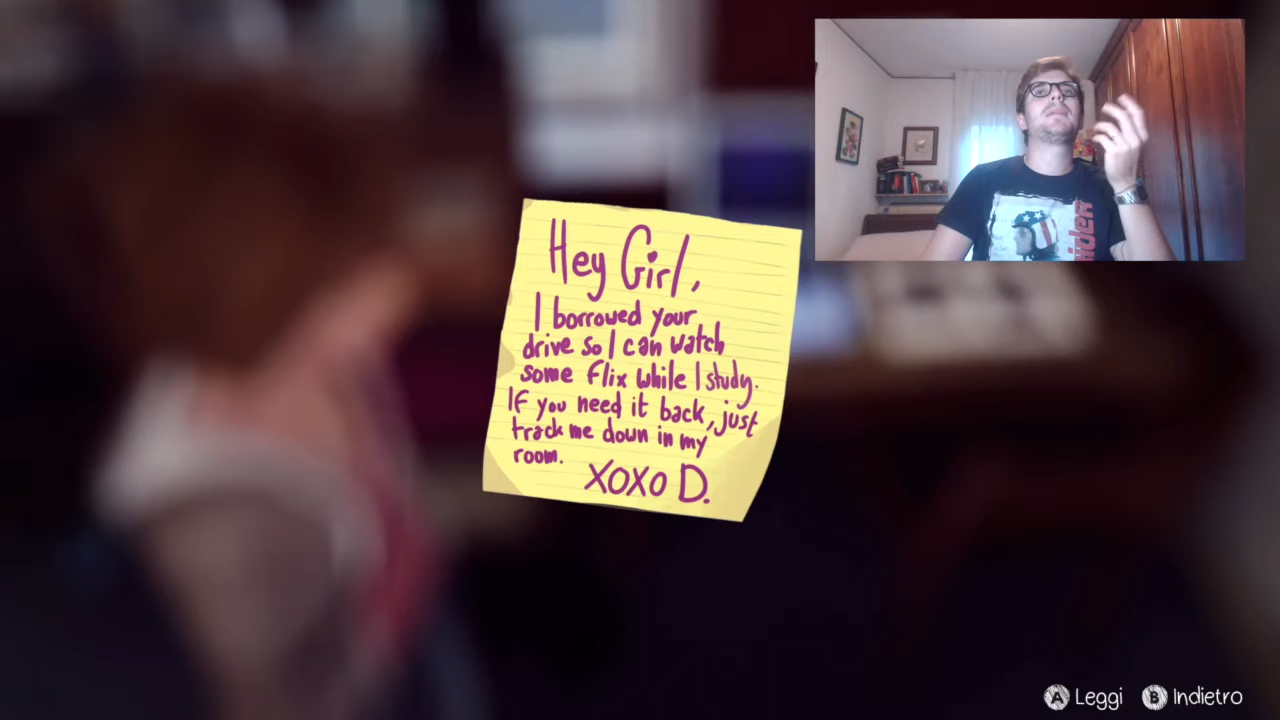 Hey Girl,
I borrowed your
drive so I can watch
some flix while I study.
If you need it back, just
track me down in my
room.
XOXO D.
A Leggi B Indietro